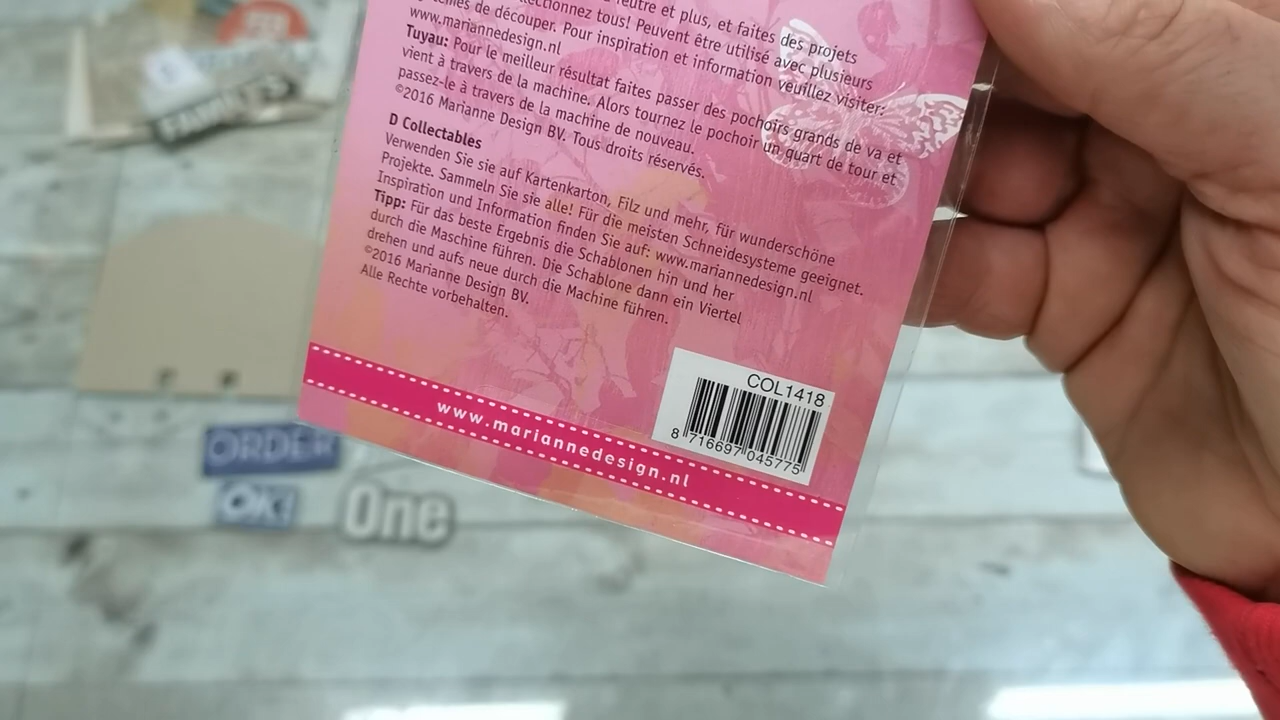 feutre et plus, et faites des projets
ectionnez tous! Peuvent être utilisé avec plusieurs
tèmes de découper. Pour inspiration et information veuillez visiter:
www.mariannedesign.nl
Tuyau: Pour le meilleur résultat faites passer des pochoirs grands de va et
vient à travers de la machine. Alors tournez le pochoir un quart de tour et
passez-le à travers de la machine de nouveau.
©2016 Marianne Design BV. Tous droits réservés.
D Collectables
Verwenden Sie sie auf Kartenkarton, Filz und mehr, für wunderschöne
Projekte. Sammeln Sie sie alle! Für die meisten Schneidesysteme geeignet.
Inspiration und Information finden Sie auf: www.mariannedesign.nl
Tipp: Für das beste Ergebnis die Schablonen hin und her
durch die Maschine führen. Die Schablone dann ein Viertel
drehen und aufs neue durch die Machine führen.
©2016 Marianne Design BV.
Alle Rechte vorbehalten.
COL1418
8 716697 045775
www.mariannedesign.nl
FAMILES
ORDER
OK!
One